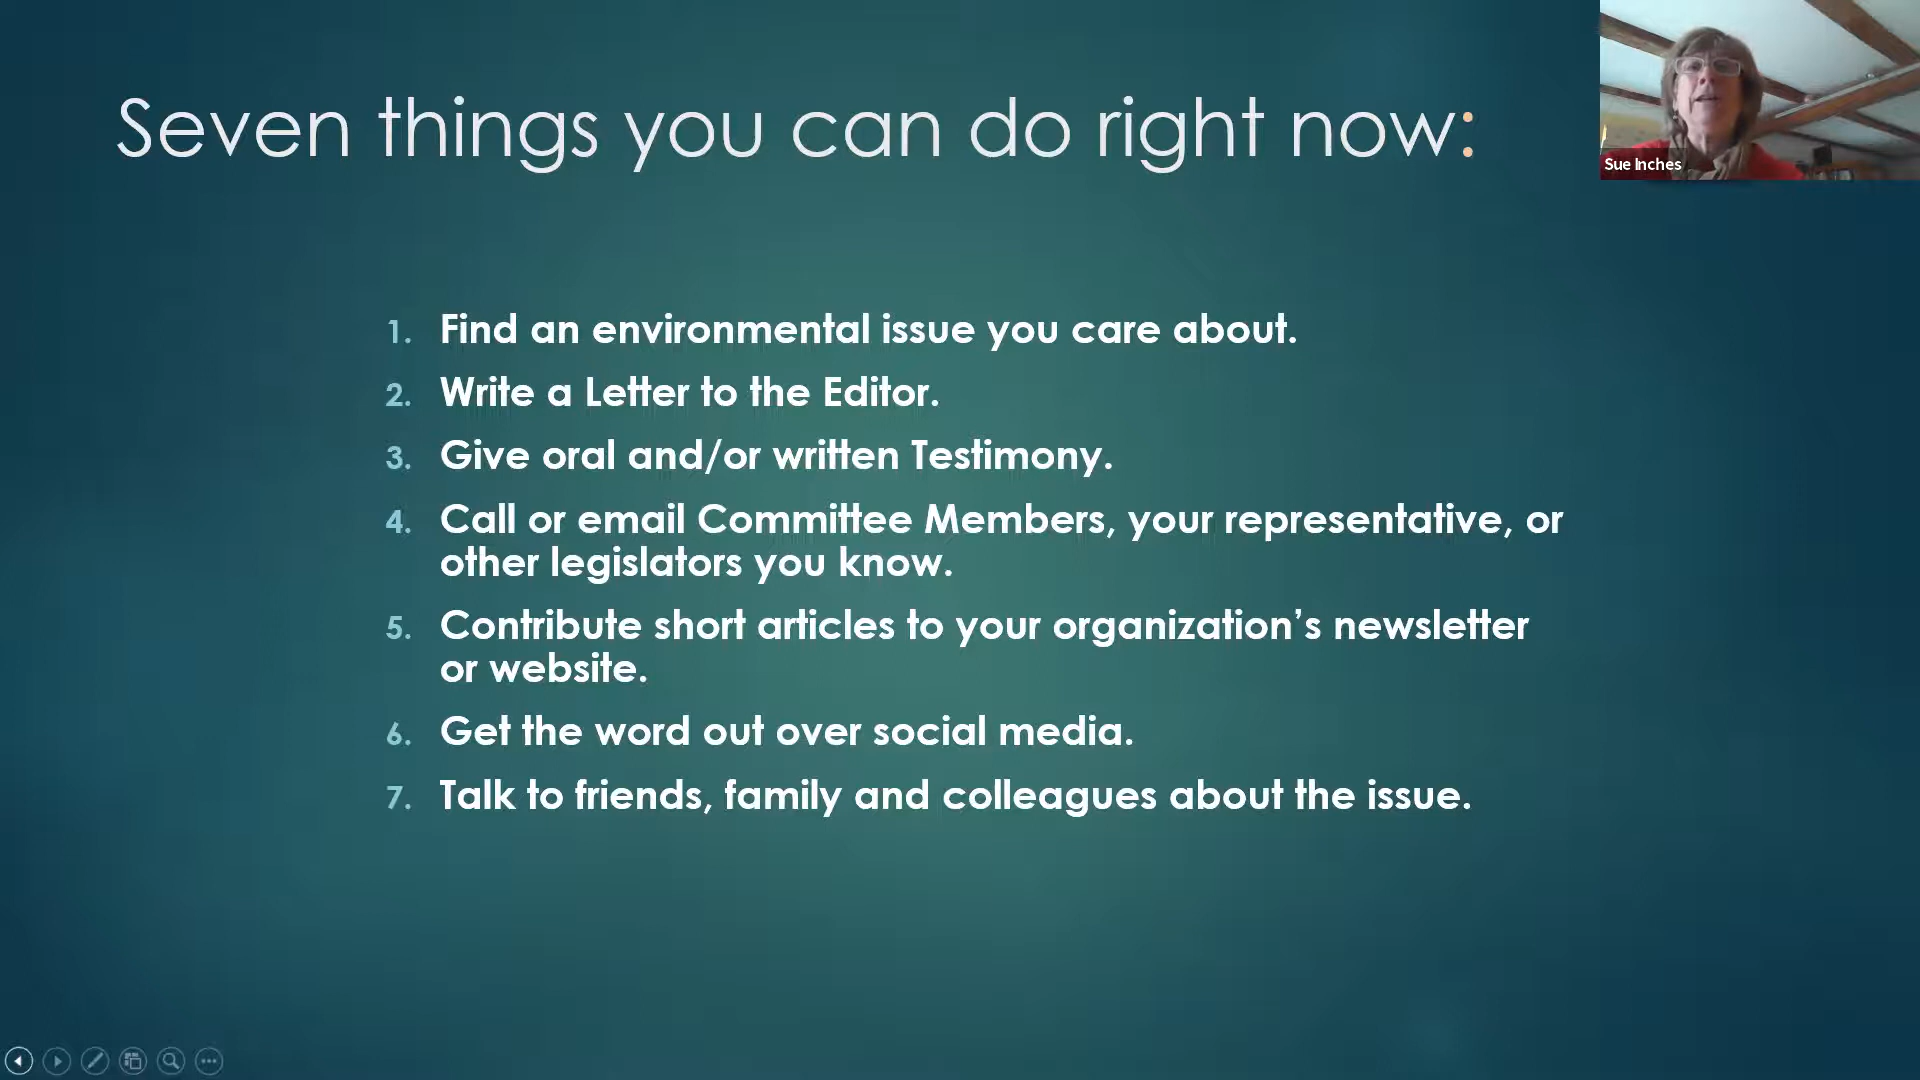 Seven things you can do right now:
Sue Inches
1. Find an environmental issue you care about.
2. Write a Letter to the Editor.
3. Give oral and/or written Testimony.
4. Call or email Committee Members, your representative, or
other legislators you know.
5. Contribute short articles to your organization’s newsletter
or website.
6. Get the word out over social media.
7. Talk to friends, family and colleagues about the issue.